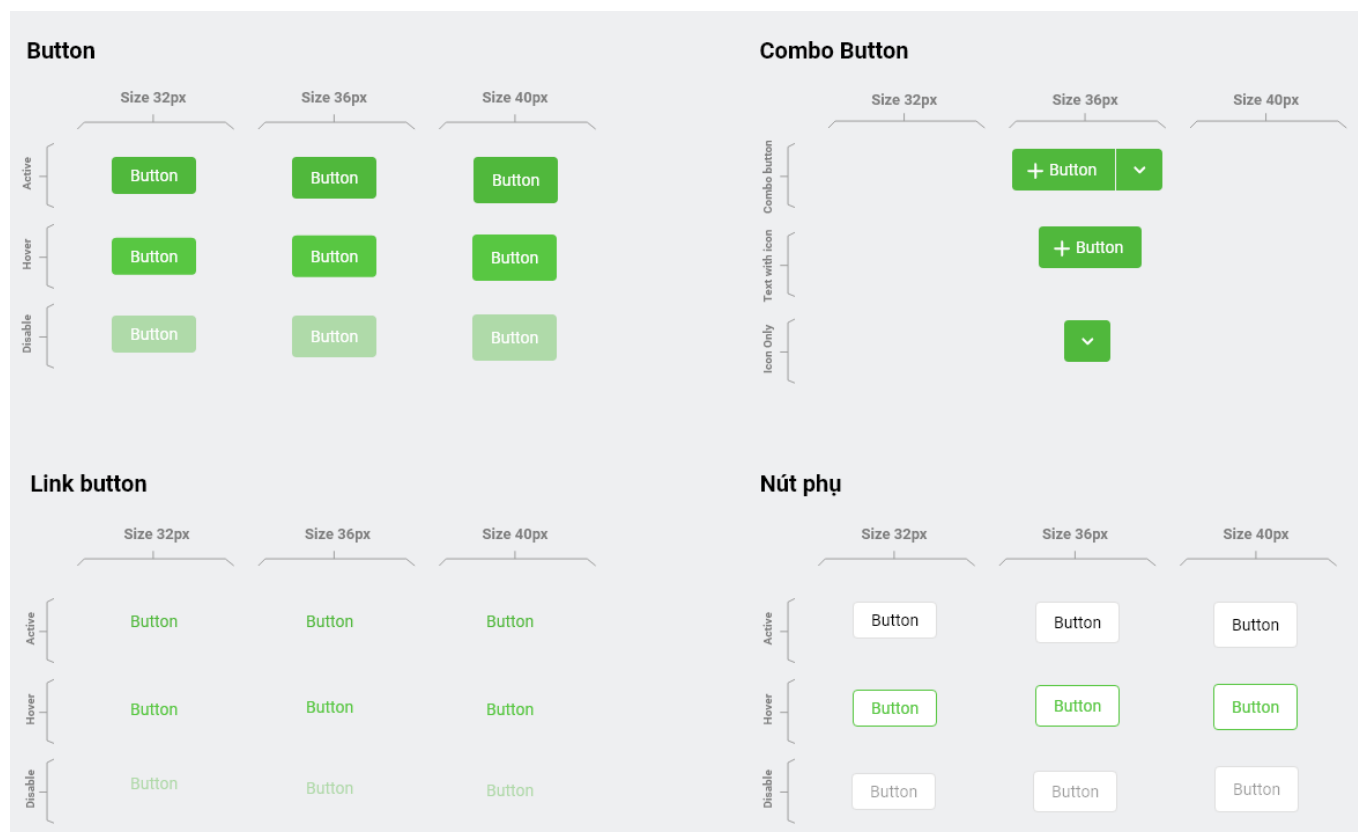 Button
Size 32px Size 36px Size 40px
Active
Button Button Button
Hover
Button Button Button
Disable
Button Button Button
Combo Button
Size 32px Size 36px Size 40px
Combo button
Button
Text with icon
Button
Icon Only
Link button
Size 32px Size 36px Size 40px
Active
Button Button Button
Hover
Button Button Button
Disable
Button Button Button
Nút phụ
Size 32px Size 36px Size 40px
Active
Button Button Button
Hover
Button Button Button
Disable
Button Button Button